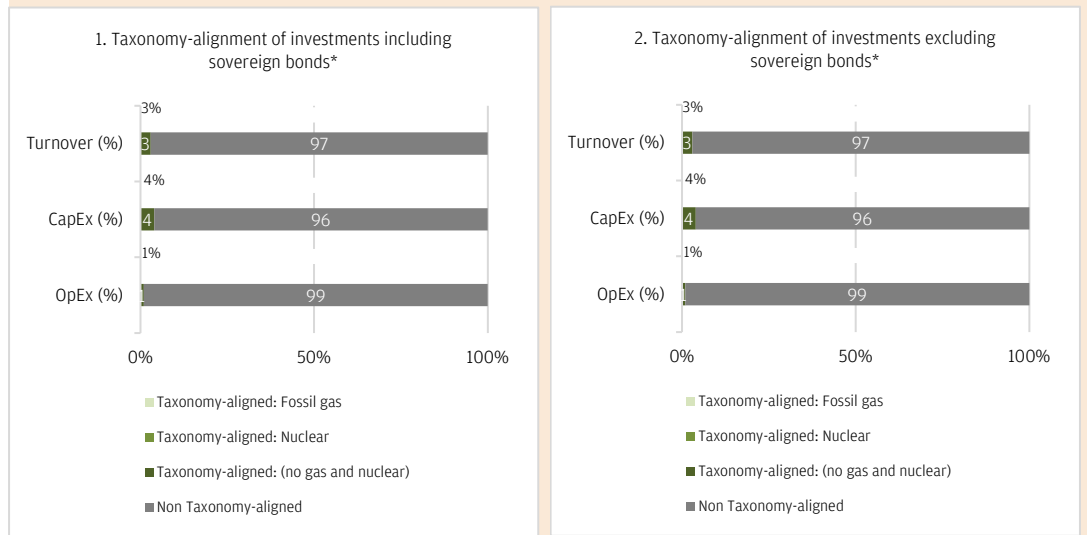 1. Taxonomy-alignment of investments including
sovereign bonds*
3%
Turnover (%)
3
97
4%
CapEx (%)
4
96
1%
OpEx (%)
1
99
0%
50%
100%
Taxonomy-aligned: Fossil gas
Taxonomy-aligned: Nuclear
Taxonomy-aligned: (no gas and nuclear)
Non Taxonomy-aligned
2. Taxonomy-alignment of investments excluding
sovereign bonds*
3%
Turnover (%)
3
97
4%
CapEx (%)
4
96
1%
OpEx (%)
1
99
0%
50%
100%
Taxonomy-aligned: Fossil gas
Taxonomy-aligned: Nuclear
Taxonomy-aligned: (no gas and nuclear)
Non Taxonomy-aligned